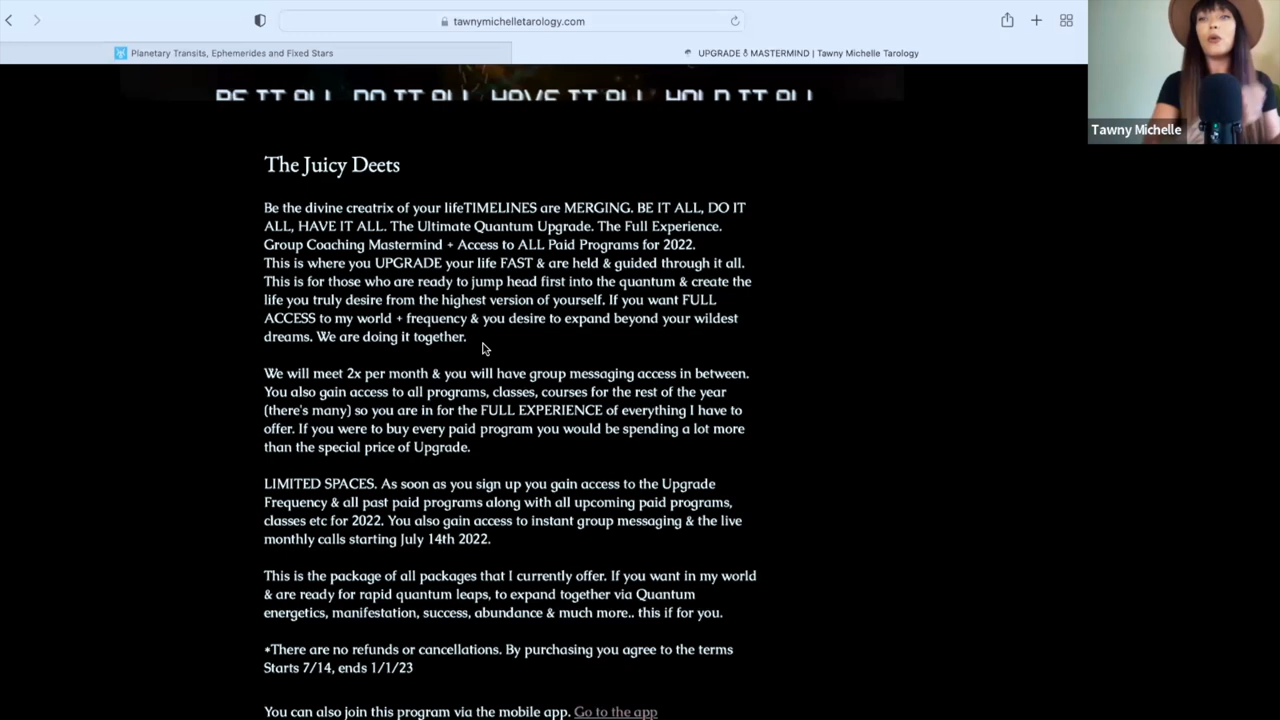 tawnymichelletarology.com
Planetary Transits, Ephemerides and Fixed Stars
UPGRADE MASTERMIND | Tawny Michelle Tarology
Tawny Michelle
BE IT ALL, DO IT ALL, HAVE IT ALL, HOLD IT ALL
The Juicy Deets
Be the divine creatrix of your lifeTIMELINES are MERGING. BE IT ALL, DO IT
ALL, HAVE IT ALL. The Ultimate Quantum Upgrade. The Full Experience.
Group Coaching Mastermind + Access to ALL Paid Programs for 2022.
This is where you UPGRADE your life FAST & are held & guided through it all.
This is for those who are ready to jump head first into the quantum & create the
life you truly desire from the highest version of yourself. If you want FULL
ACCESS to my world + frequency & you desire to expand beyond your wildest
dreams. We are doing it together.
We will meet 2x per month & you will have group messaging access in between.
You also gain access to all programs, classes, courses for the rest of the year
(there's many) so you are in for the FULL EXPERIENCE of everything I have to
offer. If you were to buy every paid program you would be spending a lot more
than the special price of Upgrade.
LIMITED SPACES. As soon as you sign up you gain access to the Upgrade
Frequency & all past paid programs along with all upcoming paid programs,
classes etc for 2022. You also gain access to instant group messaging & the live
monthly calls starting July 14th 2022.
This is the package of all packages that I currently offer. If you want in my world
& are ready for rapid quantum leaps, to expand together via Quantum
energetics, manifestation, success, abundance & much more.. this if for you.
*There are no refunds or cancellations. By purchasing you agree to the terms
Starts 7/14, ends 1/1/23
You can also join this program via the mobile app. Go to the app